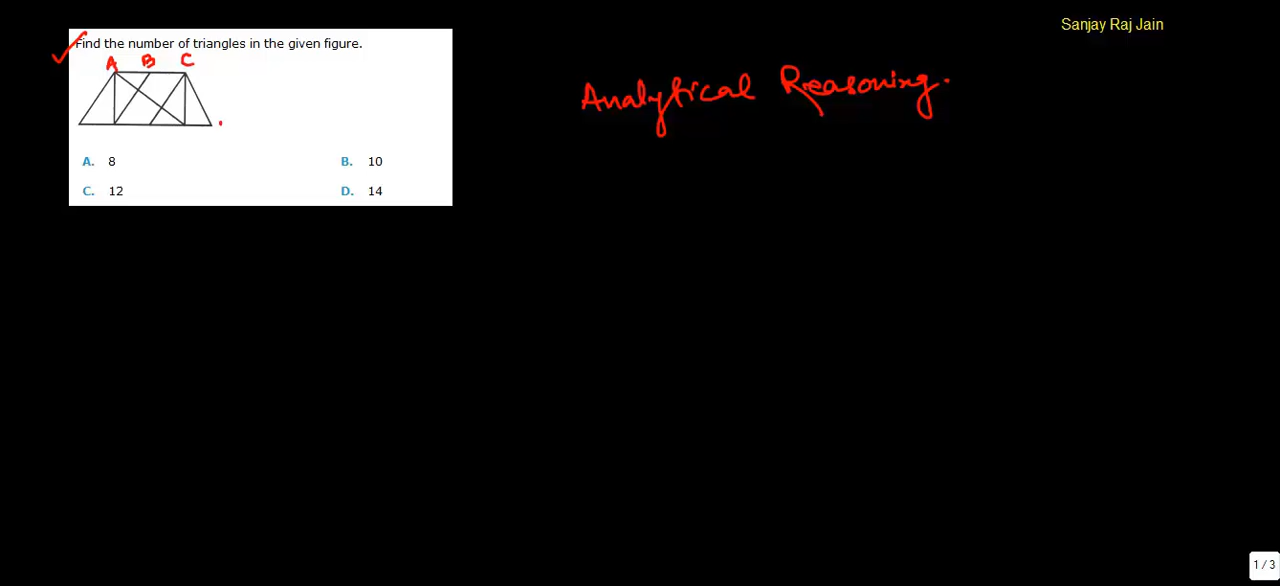 Sanjay Raj Jain
Find the number of triangles in the given figure.
A B C
Analytical Reasoning.
A. 8
B. 10
C. 12
D. 14
1 / 3